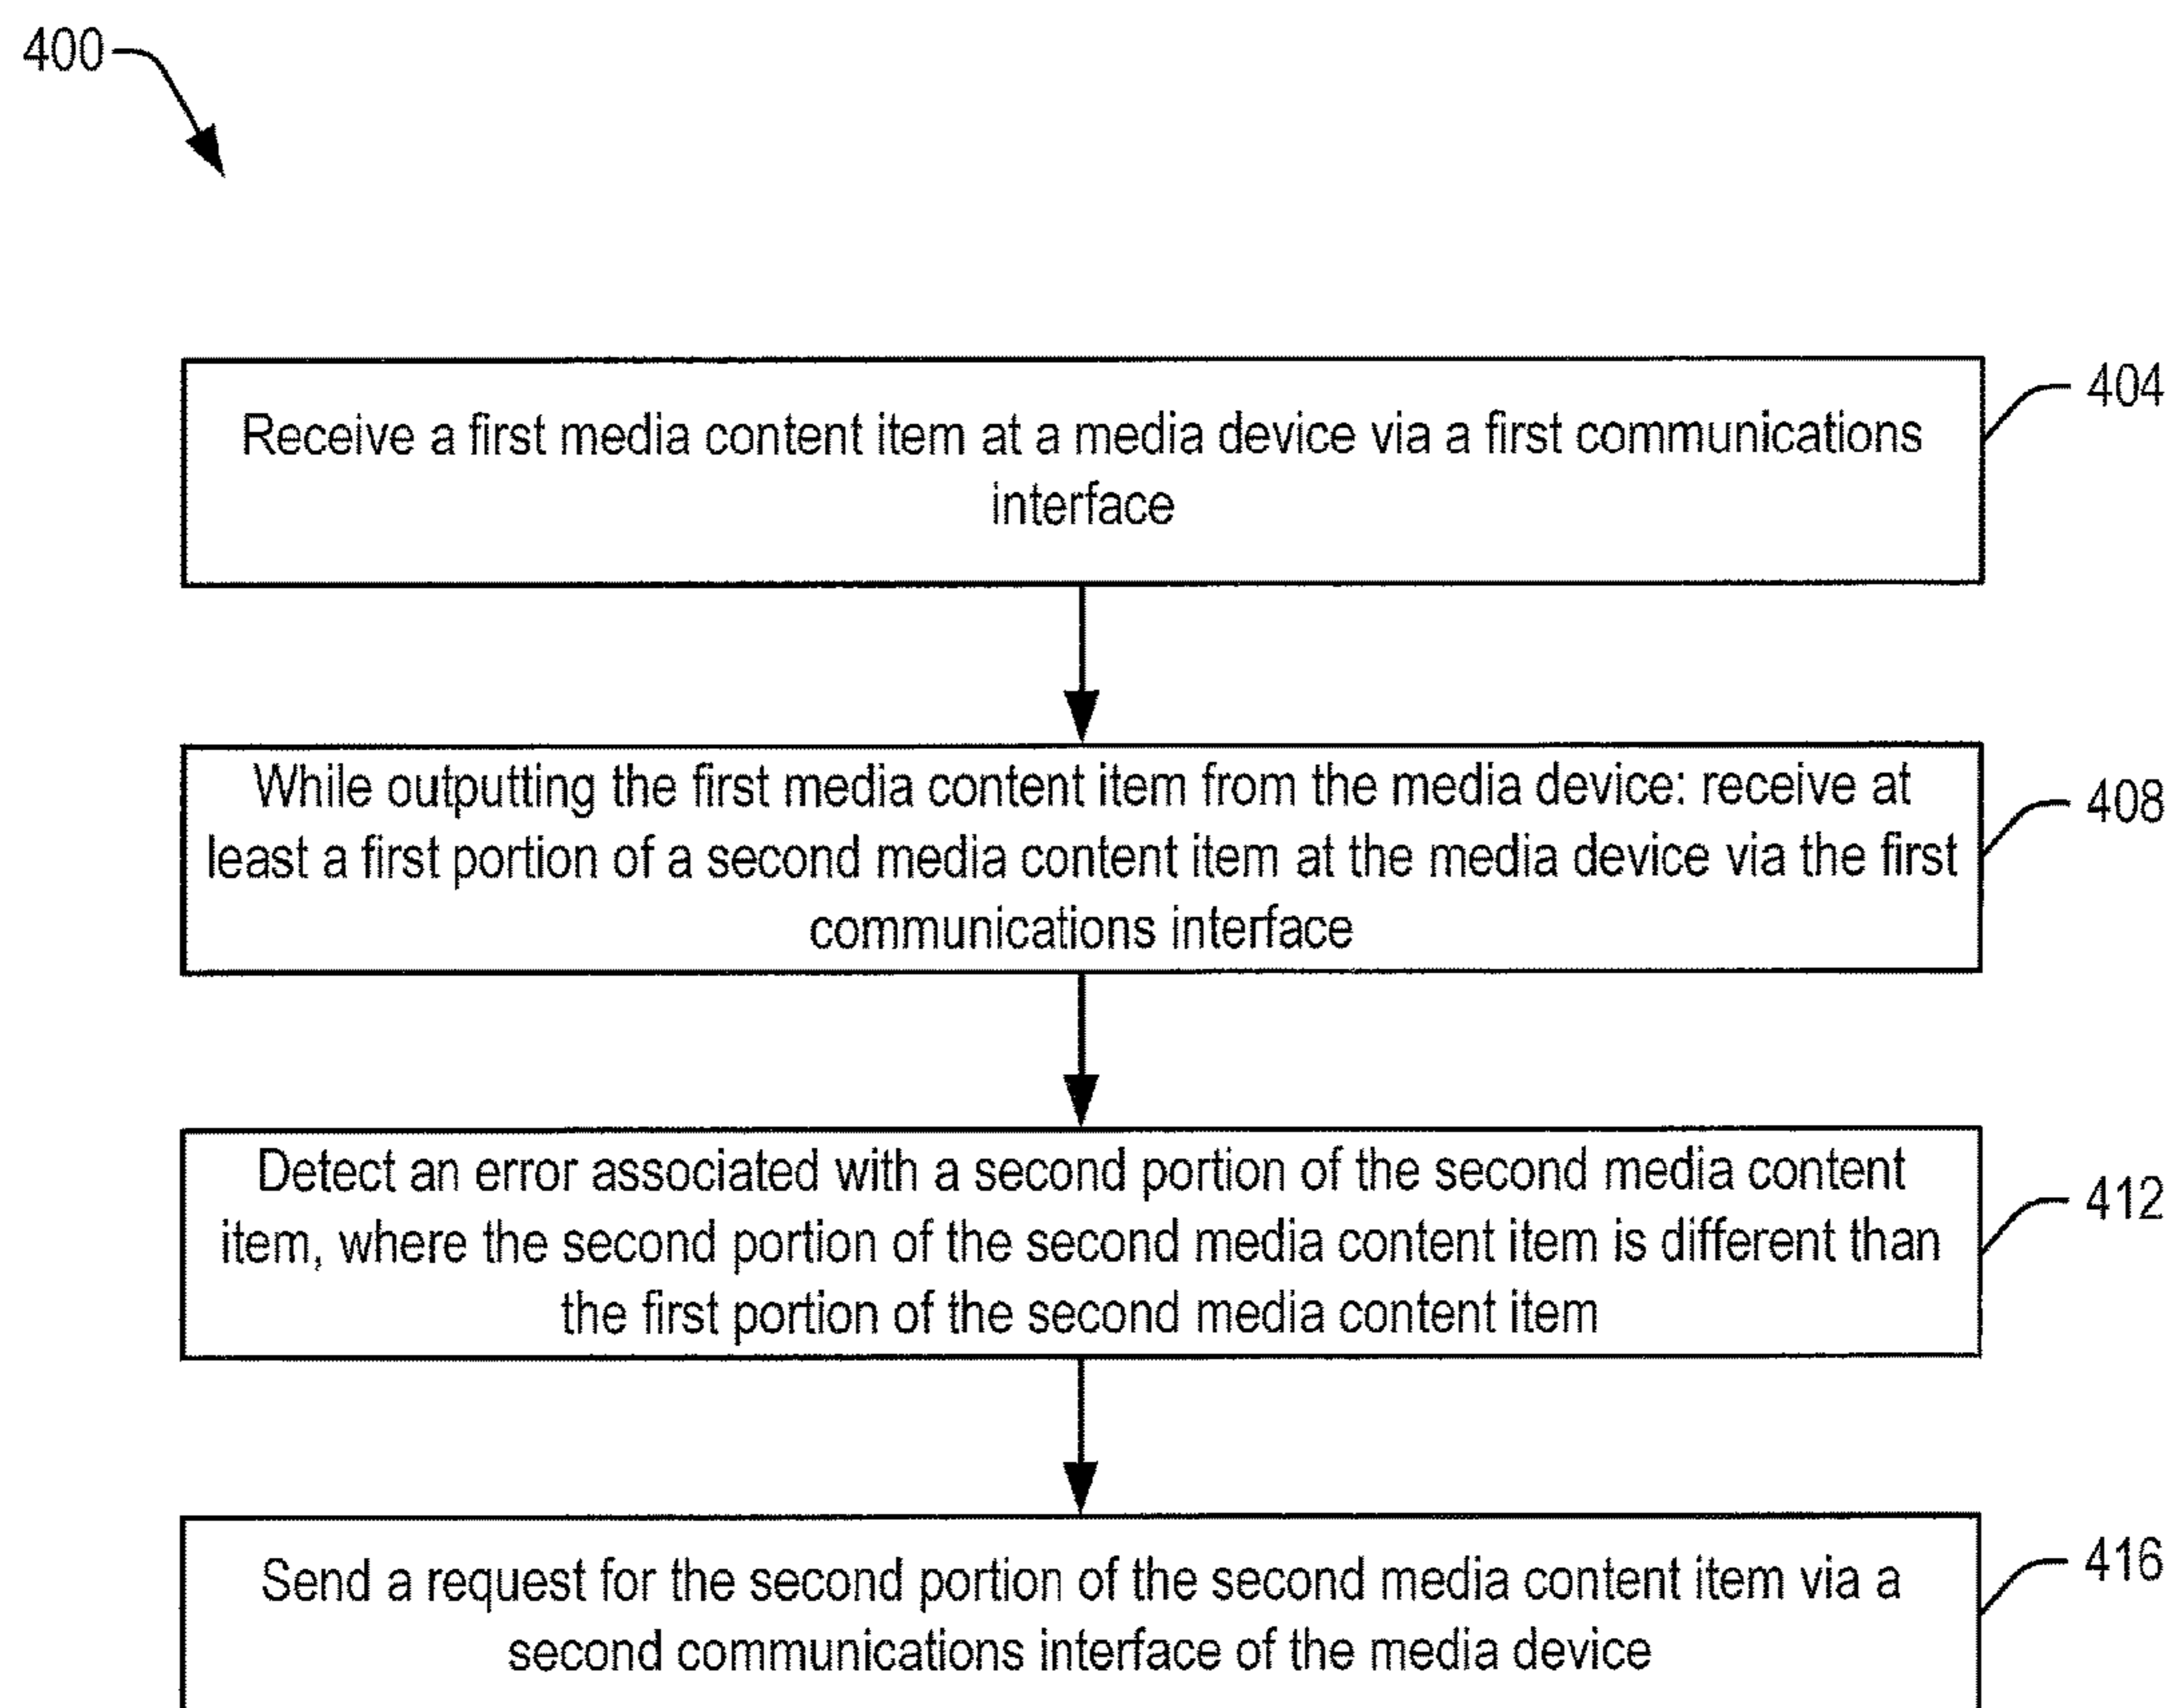 400
Receive a first media content item at a media device via a first communications
interface
404
While outputting the first media content item from the media device: receive at
least a first portion of a second media content item at the media device via the first
communications interface
408
Detect an error associated with a second portion of the second media content
item, where the second portion of the second media content item is different than
the first portion of the second media content item
412
Send a request for the second portion of the second media content item via a
second communications interface of the media device
416